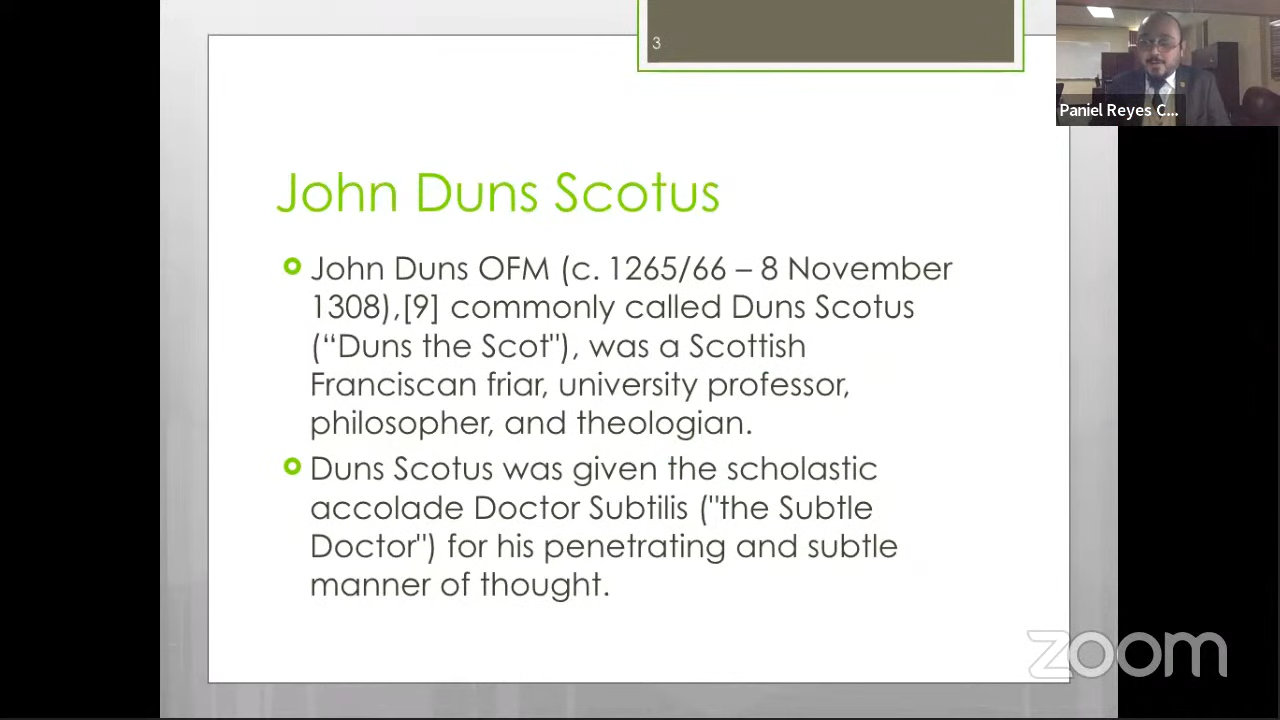 3
Paniel Reyes C...
John Duns Scotus
John Duns OFM (c. 1265/66 – 8 November
1308),[9] commonly called Duns Scotus
(“Duns the Scot"), was a Scottish
Franciscan friar, university professor,
philosopher, and theologian.
Duns Scotus was given the scholastic
accolade Doctor Subtilis ("the Subtle
Doctor") for his penetrating and subtle
manner of thought.
zoom